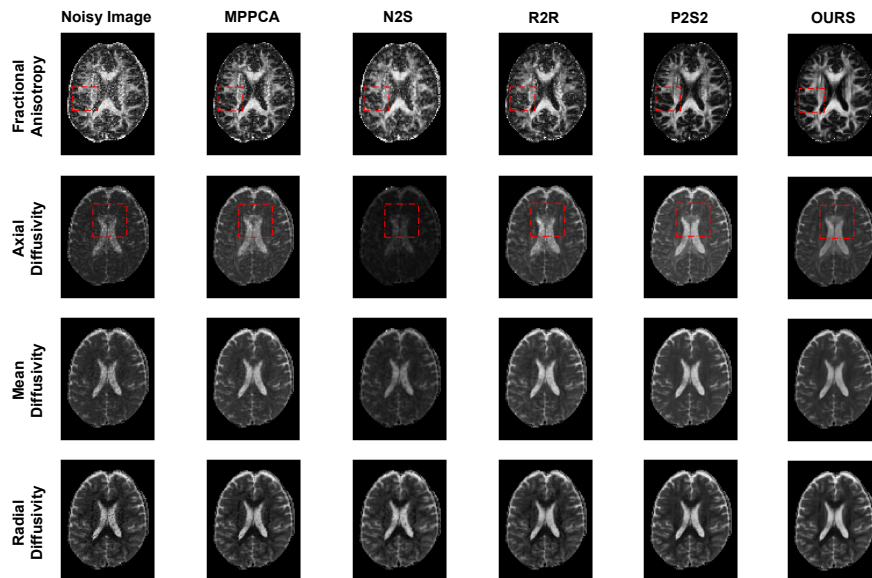 Noisy Image MPPCA N2S R2R P2S2 OURS
Fractional
Anisotropy
Axial
Diffusivity
Mean
Diffusivity
Radial
Diffusivity